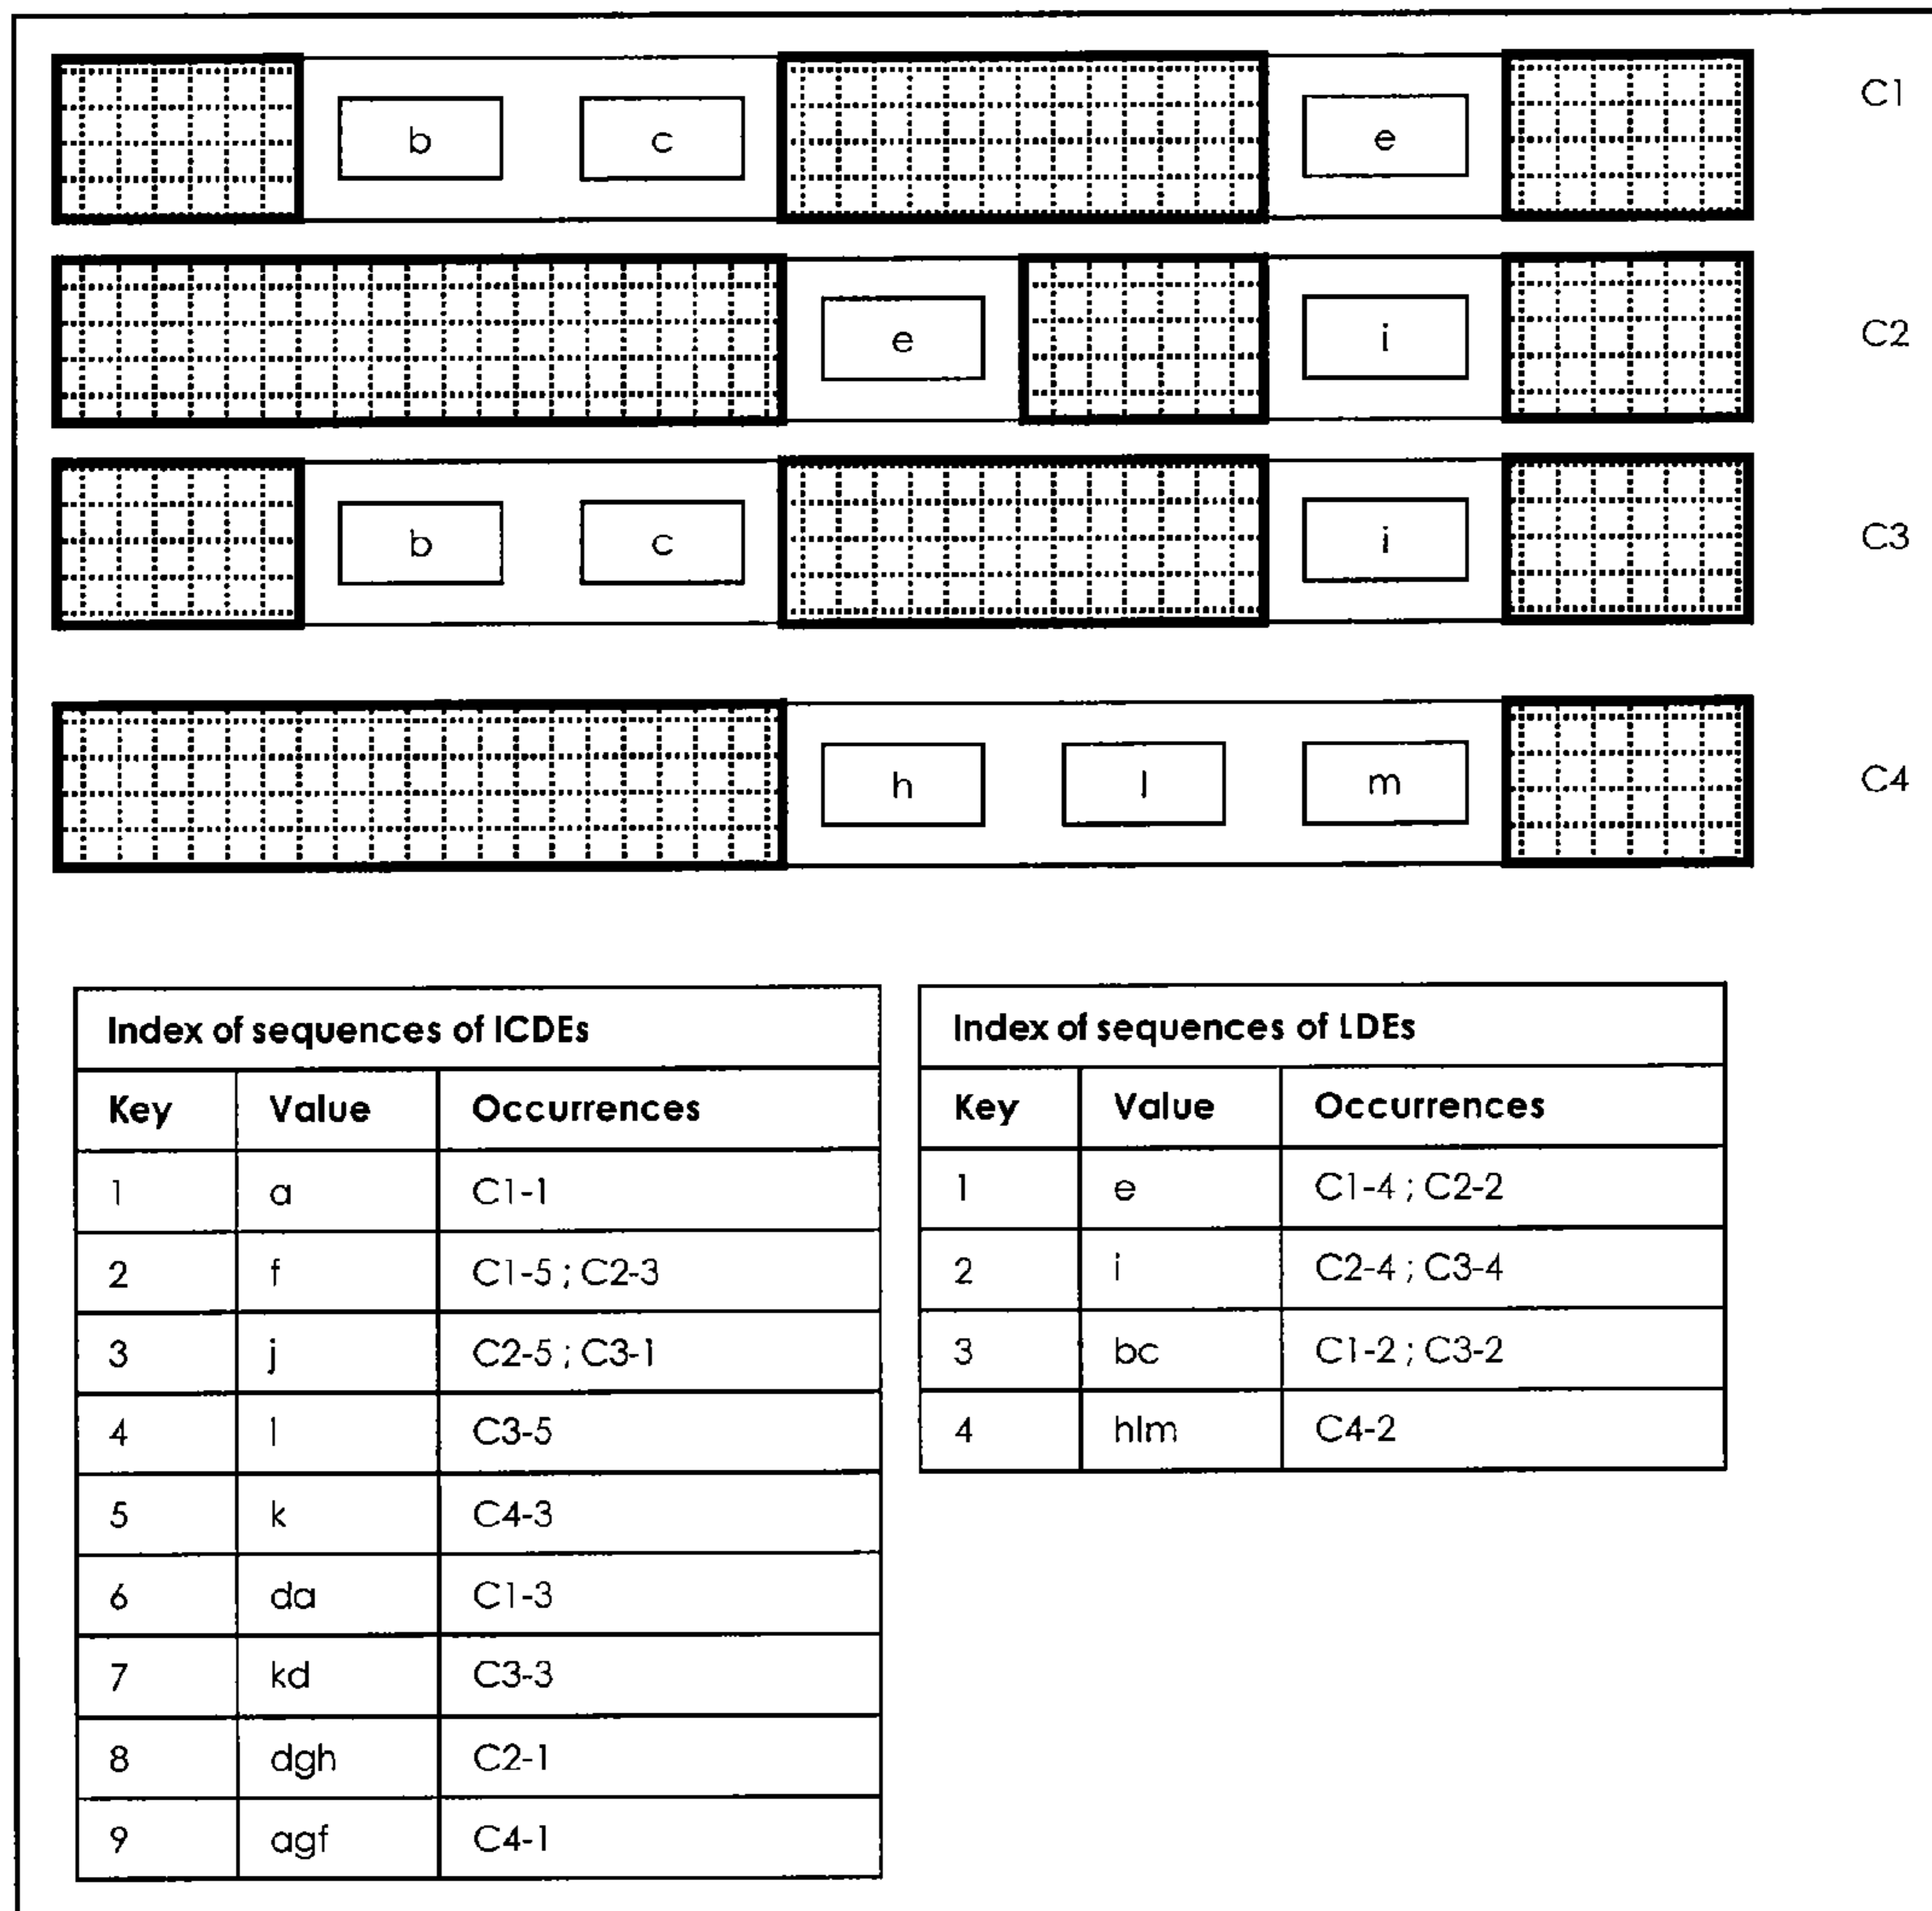 b c e C1
e i C2
b c i C3
h l m C4
Index of sequences of ICDEs
Key Value Occurrences
1 a C1-1
2 f C1-5 ; C2-3
3 j C2-5 ; C3-1
4 l C3-5
5 k C4-3
6 da C1-3
7 kd C3-3
8 dgh C2-1
9 agf C4-1
Index of sequences of LDEs
Key Value Occurrences
1 e C1-4 ; C2-2
2 i C2-4 ; C3-4
3 bc C1-2 ; C3-2
4 hlm C4-2